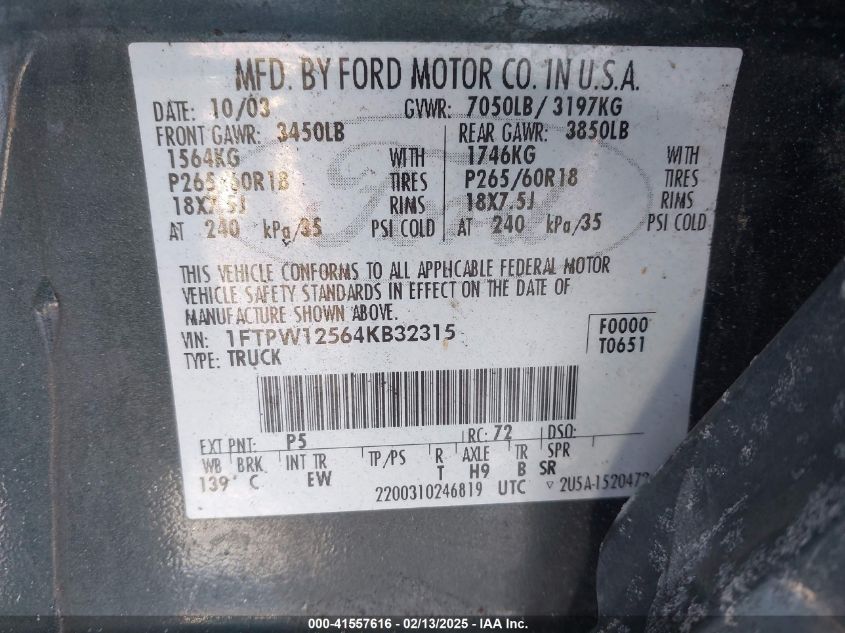 MFD. BY FORD MOTOR CO. IN U.S.A.
DATE: 10/03 GVWR: 7050LB/ 3197KG
FRONT GAWR: 3450LB REAR GAWR: 3850LB
1564KG WITH 1746KG WITH
P265/60R18 TIRES P265/60R18 TIRES
18X7.5J RIMS 18X7.5J RIMS
AT 240 kPa/35 PSI COLD AT 240 kPa/35 PSI COLD
THIS VEHICLE CONFORMS TO ALL APPLICABLE FEDERAL MOTOR
VEHICLE SAFETY STANDARDS IN EFFECT ON THE DATE OF
MANUFACTURE SHOWN ABOVE.
VIN: 1FTPW12564KB32315 F0000
TYPE: TRUCK T0651
EXT PNT: P5 RC: 72 DSO:
WB BRK INT TR TP/PS R AXLE TR SPR
139" C EW T H9 B SR
2200310246819 UTC ▽ 2U5A-1520472
000-41557616 - 02/13/2025 - IAA Inc.